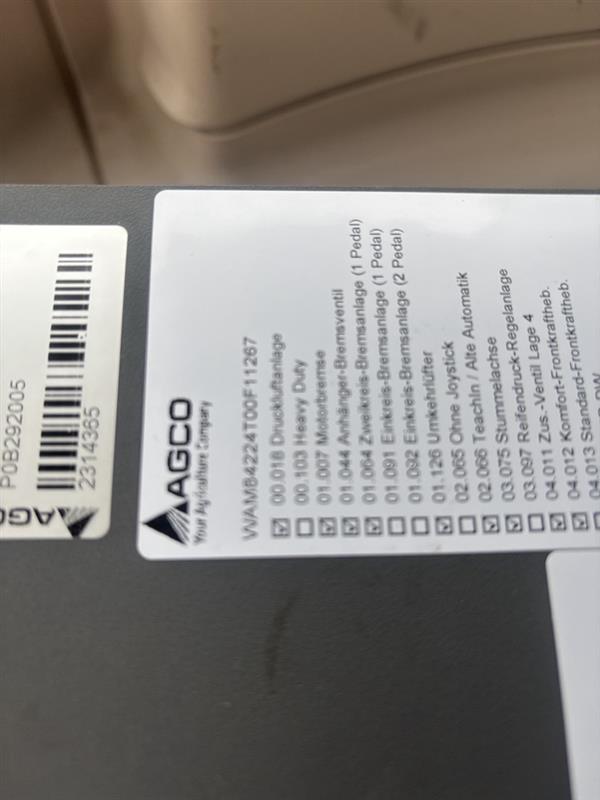 AGCO
P0B292005
2314365
AGCO
Your Agriculture Company
WAM84224T00F11267
☑ 00.018 Druckluftanlage
☐ 00.103 Heavy Duty
☑ 01.007 Motorbremse
☑ 01.044 Anhänger-Bremsventil
☑ 01.064 Zweikreis-Bremsanlage (1 Pedal)
☐ 01.091 Einkreis-Bremsanlage (1 Pedal)
☐ 01.092 Einkreis-Bremsanlage (2 Pedal)
☑ 01.126 Umkehrlüfter
☐ 02.065 Ohne Joystick
☑ 02.066 TeachIn / Alte Automatik
☑ 03.075 Stummelachse
☐ 03.097 Reifendruck-Regelanlage
☑ 04.011 Zus.-Ventil Lage 4
☑ 04.012 Komfort-Frontkraftheb.
☐ 04.013 Standard-Frontkraftheb.